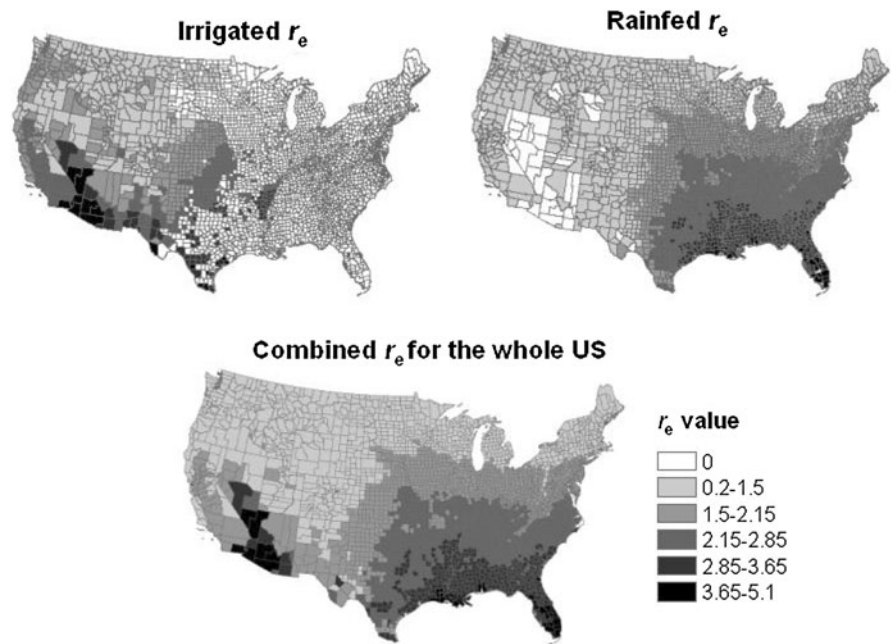 Irrigated re
Rainfed re
Combined re for the whole US
re value
0
0.2-1.5
1.5-2.15
2.15-2.85
2.85-3.65
3.65-5.1